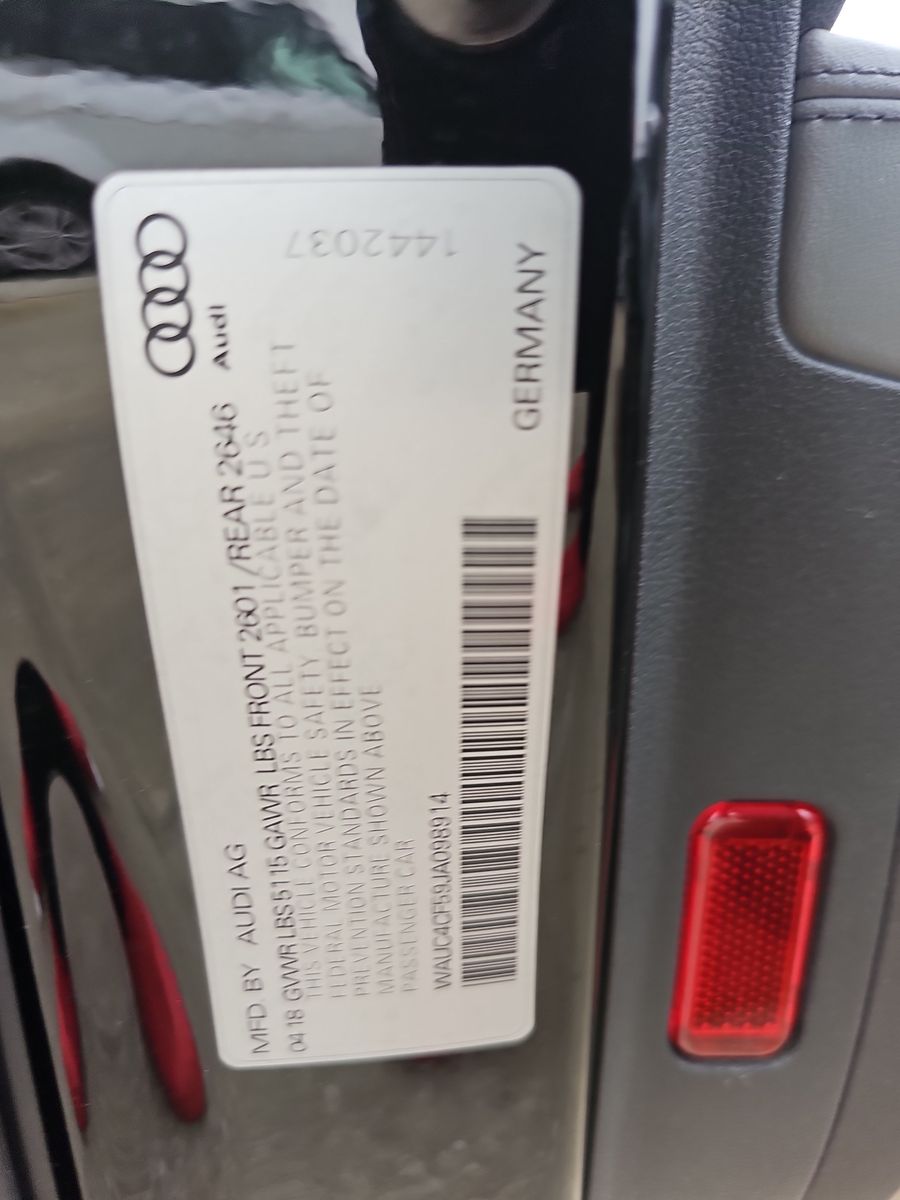 Audi
1442037
MFD BY AUDI AG
04 18 GVWR LBS 5115 GAWR LBS FRONT 2601 /REAR 2646
THIS VEHICLE CONFORMS TO ALL APPLICABLE U S
FEDERAL MOTOR VEHICLE SAFETY, BUMPER AND THEFT
PREVENTION STANDARDS IN EFFECT ON THE DATE OF
MANUFACTURE SHOWN ABOVE
PASSENGER CAR
WAUC4CF59JA098914
GERMANY